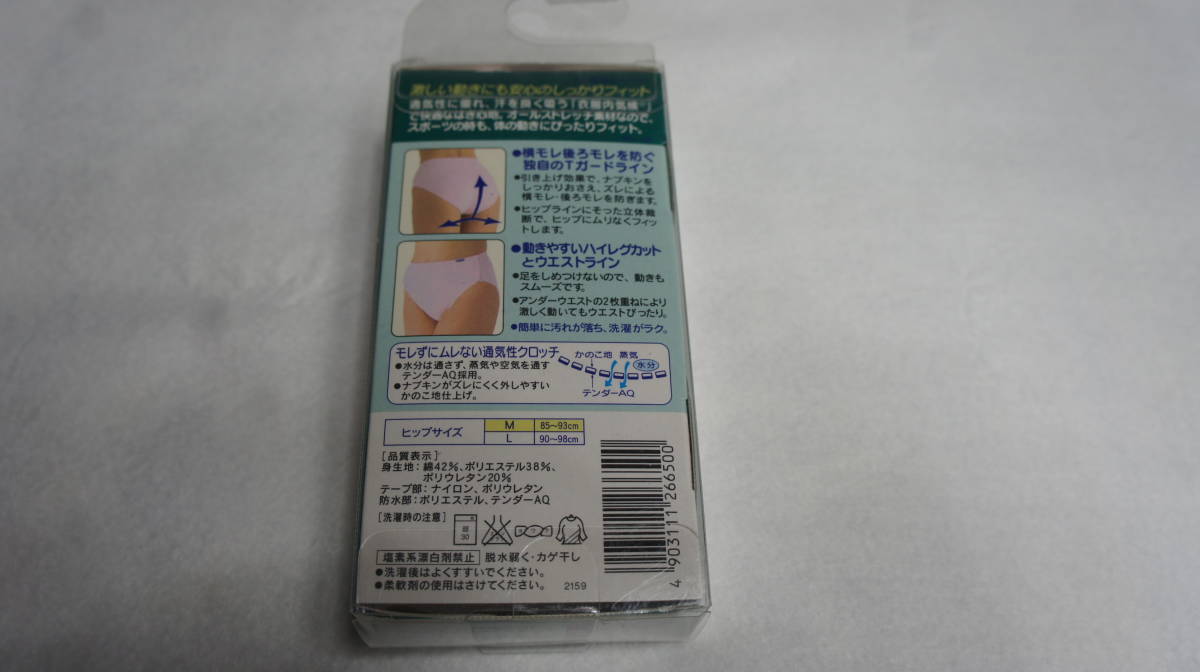 激しい動きにも安心のしっかりフィット
通気性に優れ、汗を良く吸う「衣服内気候」
で快適なはき心地。オールストレッチ素材なので、
スポーツの時も、体の動きにぴったりフィット。
●横モレ後ろモレを防ぐ
独自のTガードライン
●引き上げ効果で、ナプキンを
しっかりおさえ、ズレによる
横モレ・後ろモレを防ぎます。
●ヒップラインにそった立体裁
断で、ヒップにムリなくフィッ
トします。
●動きやすいハイレグカット
とウエストライン
●足をしめつけないので、動きも
スムーズです。
●アンダーウエストの2枚重ねにより
激しく動いてもウエストぴったり。
●簡単に汚れが落ち、洗濯がラク。
モレずにムレない通気性クロッチ
●水分は通さず、蒸気や空気を通す
テンダーAQ採用。
●ナプキンがズレにくく外しやすい
かのこ地仕上げ。
かのこ地 蒸気
水分
テンダーAQ
ヒップサイズ
M 85~93cm
L 90~98cm
[品質表示]
身生地:綿42%、ポリエステル38%、
ポリウレタン20%
テープ部:ナイロン、ポリウレタン
防水部:ポリエステル、テンダーAQ
[洗濯時の注意]
弱
30
塩素系漂白剤禁止 脱水弱く・カゲ干し
●洗濯後はよくすすいでください。
●柔軟剤の使用はさけてください。 2159
4 903111 266500